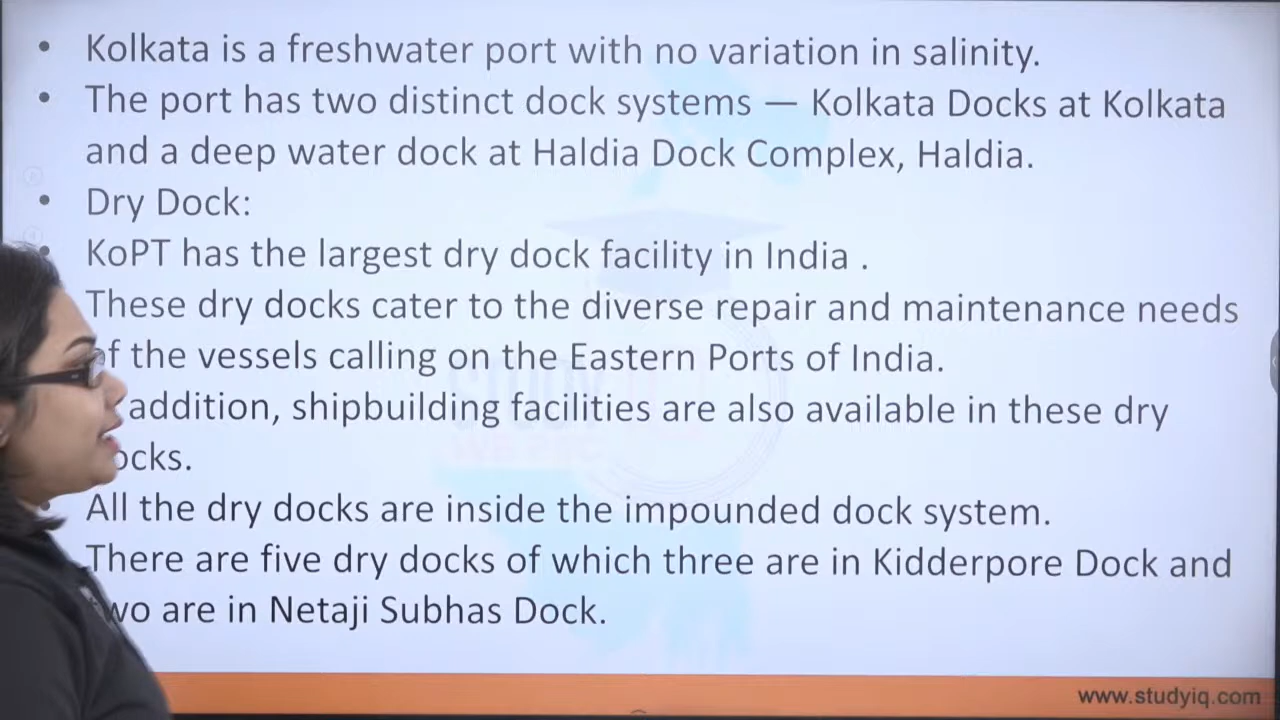 • Kolkata is a freshwater port with no variation in salinity.
• The port has two distinct dock systems — Kolkata Docks at Kolkata
and a deep water dock at Haldia Dock Complex, Haldia.
• Dry Dock:
• KoPT has the largest dry dock facility in India .
These dry docks cater to the diverse repair and maintenance needs
of the vessels calling on the Eastern Ports of India.
addition, shipbuilding facilities are also available in these dry
ocks.
• All the dry docks are inside the impounded dock system.
There are five dry docks of which three are in Kidderpore Dock and
two are in Netaji Subhas Dock.
www.studyiq.com